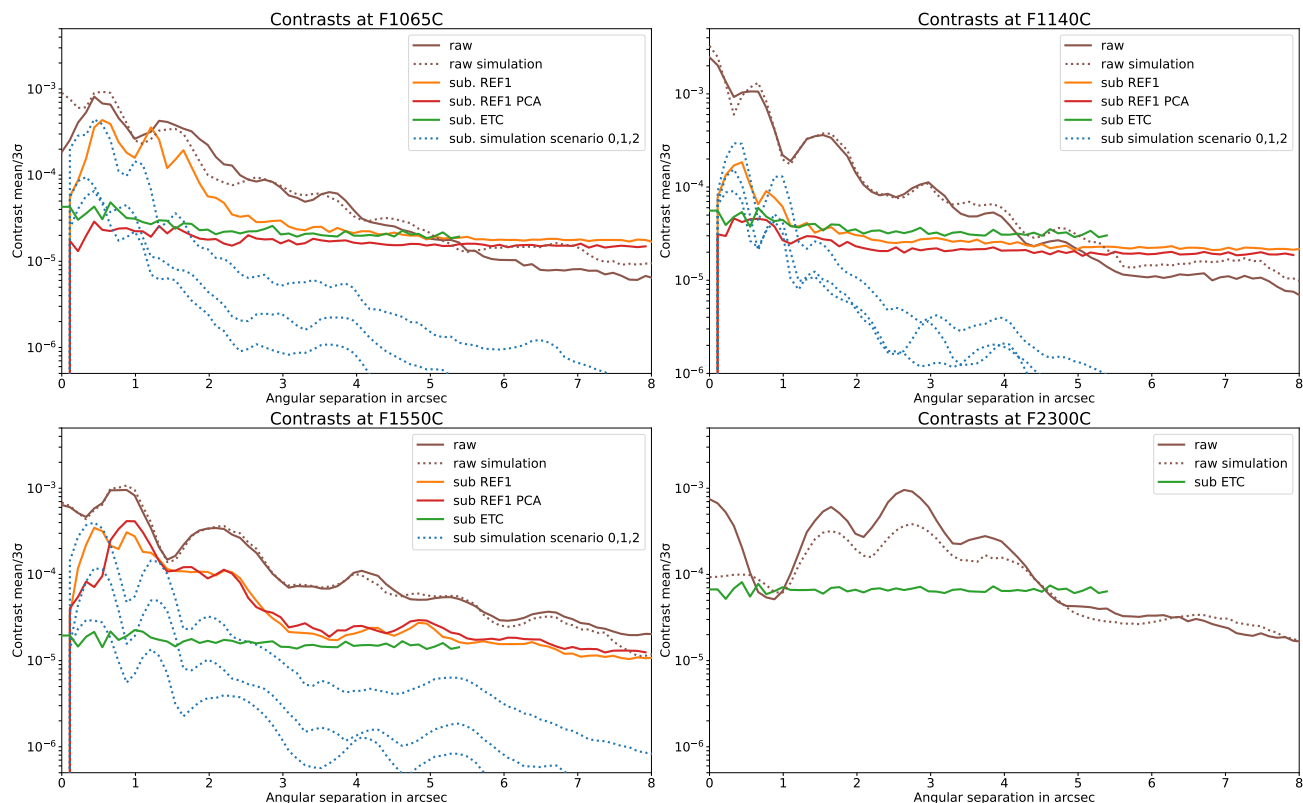 Contrasts at F1065C
Contrast mean/3σ
10⁻³
10⁻⁴
10⁻⁵
10⁻⁶
0 1 2 3 4 5 6 7 8
Angular separation in arcsec
raw
raw simulation
sub. REF1
sub. REF1 PCA
sub. ETC
sub. simulation scenario 0,1,2
Contrasts at F1140C
Contrast mean/3σ
10⁻³
10⁻⁴
10⁻⁵
10⁻⁶
0 1 2 3 4 5 6 7 8
Angular separation in arcsec
raw
raw simulation
sub REF1
sub REF1 PCA
sub ETC
sub simulation scenario 0,1,2
Contrasts at F1550C
Contrast mean/3σ
10⁻³
10⁻⁴
10⁻⁵
10⁻⁶
0 1 2 3 4 5 6 7 8
Angular separation in arcsec
raw
raw simulation
sub REF1
sub REF1 PCA
sub ETC
sub simulation scenario 0,1,2
Contrasts at F2300C
Contrast mean/3σ
10⁻³
10⁻⁴
10⁻⁵
10⁻⁶
0 1 2 3 4 5 6 7 8
Angular separation in arcsec
raw
raw simulation
sub ETC